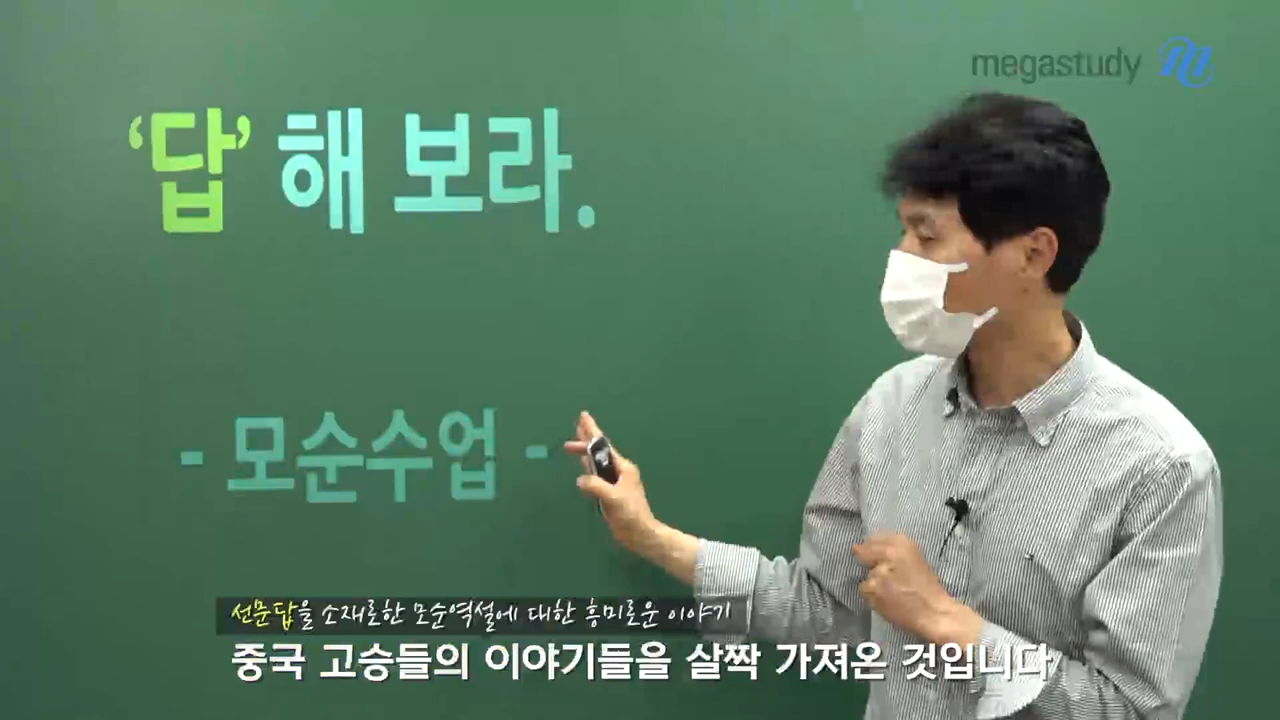 megastudy
‘답’ 해 보라.
- 모순수업 -
선문답을 소재로한 모순역설에 대한 흥미로운 이야기
중국 고승들의 이야기들을 살짝 가져온 것입니다